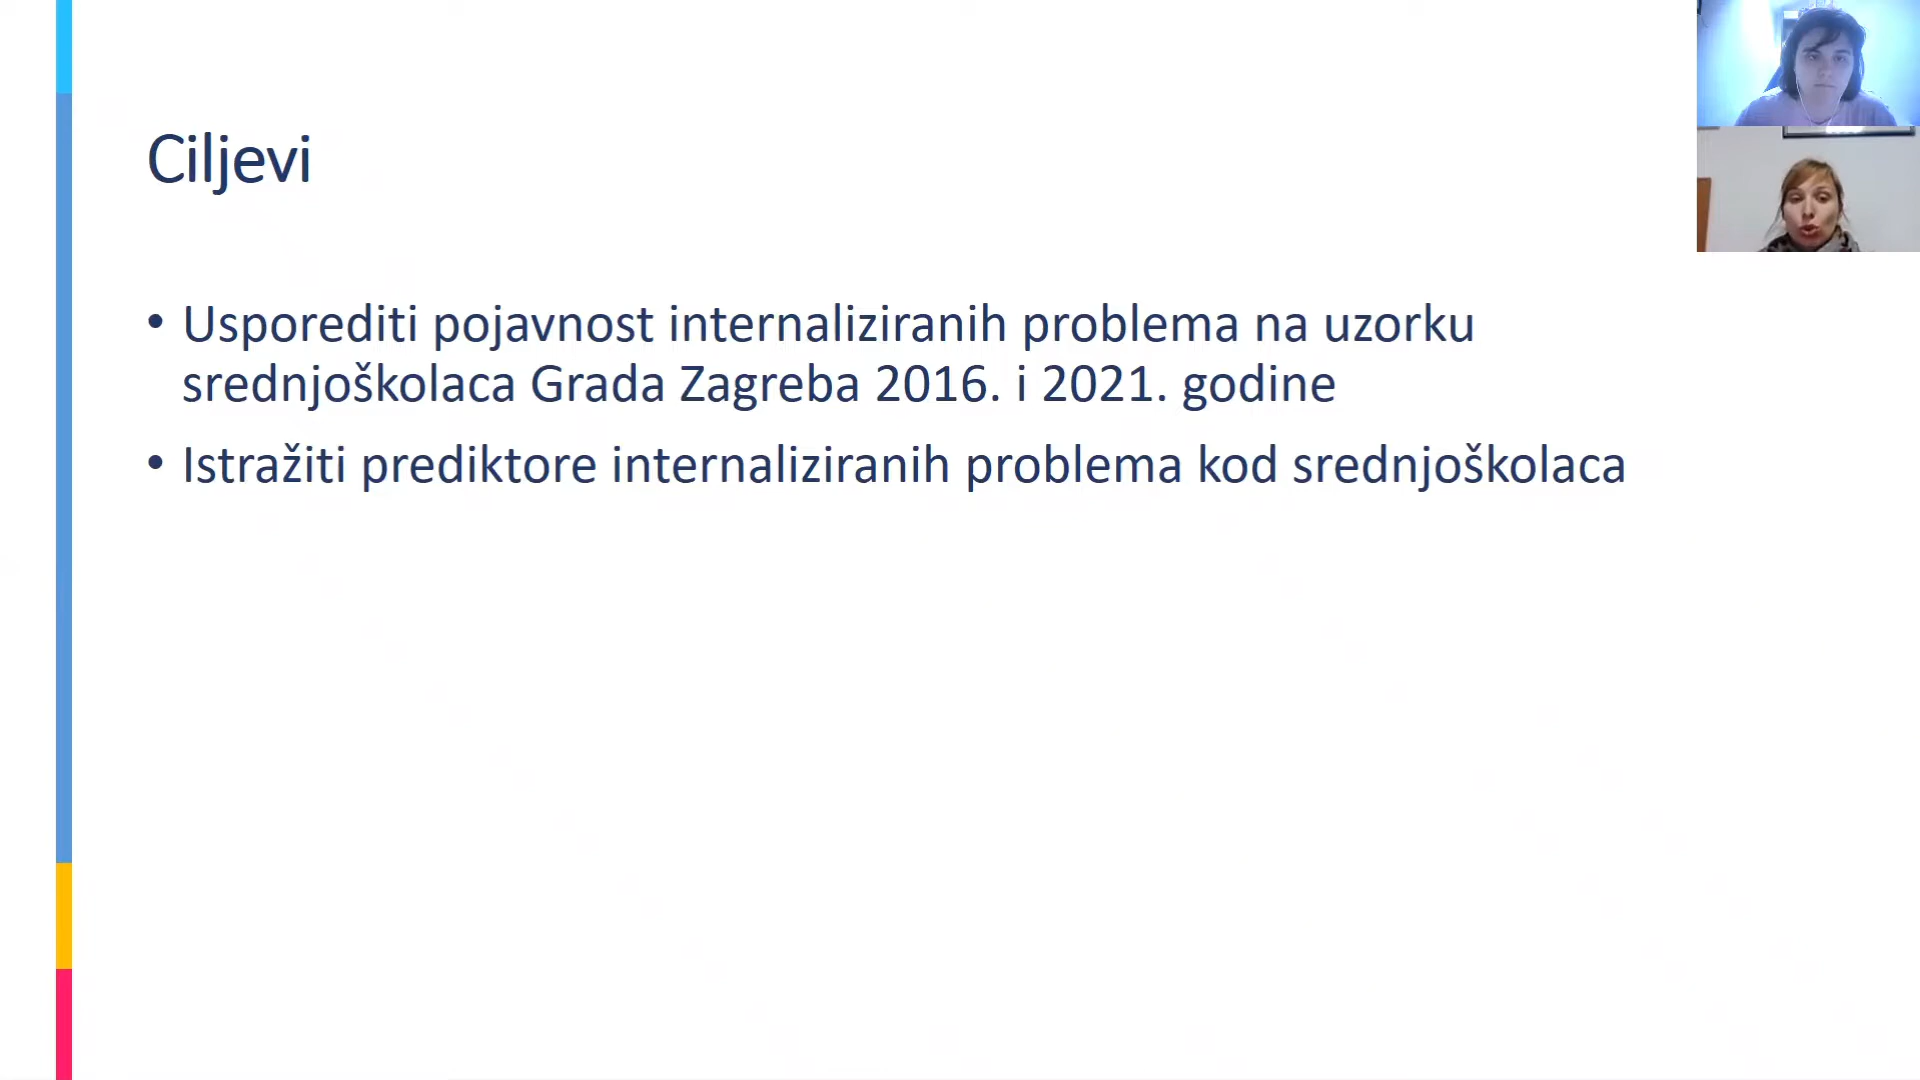 Ciljevi
• Usporediti pojavnost internaliziranih problema na uzorku
srednjoškolaca Grada Zagreba 2016. i 2021. godine
• Istražiti prediktore internaliziranih problema kod srednjoškolaca